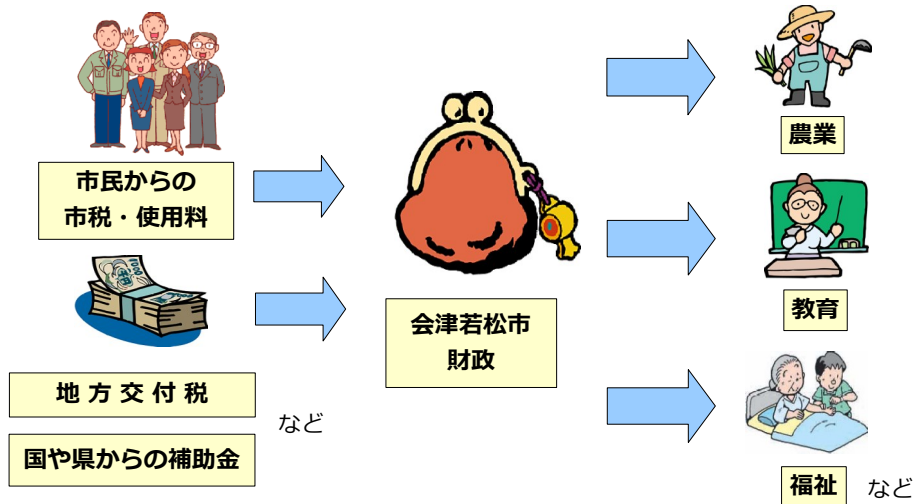 市民からの
市税・使用料
地方交付税
国や県からの補助金
など
会津若松市
財政
農業
教育
福祉
など